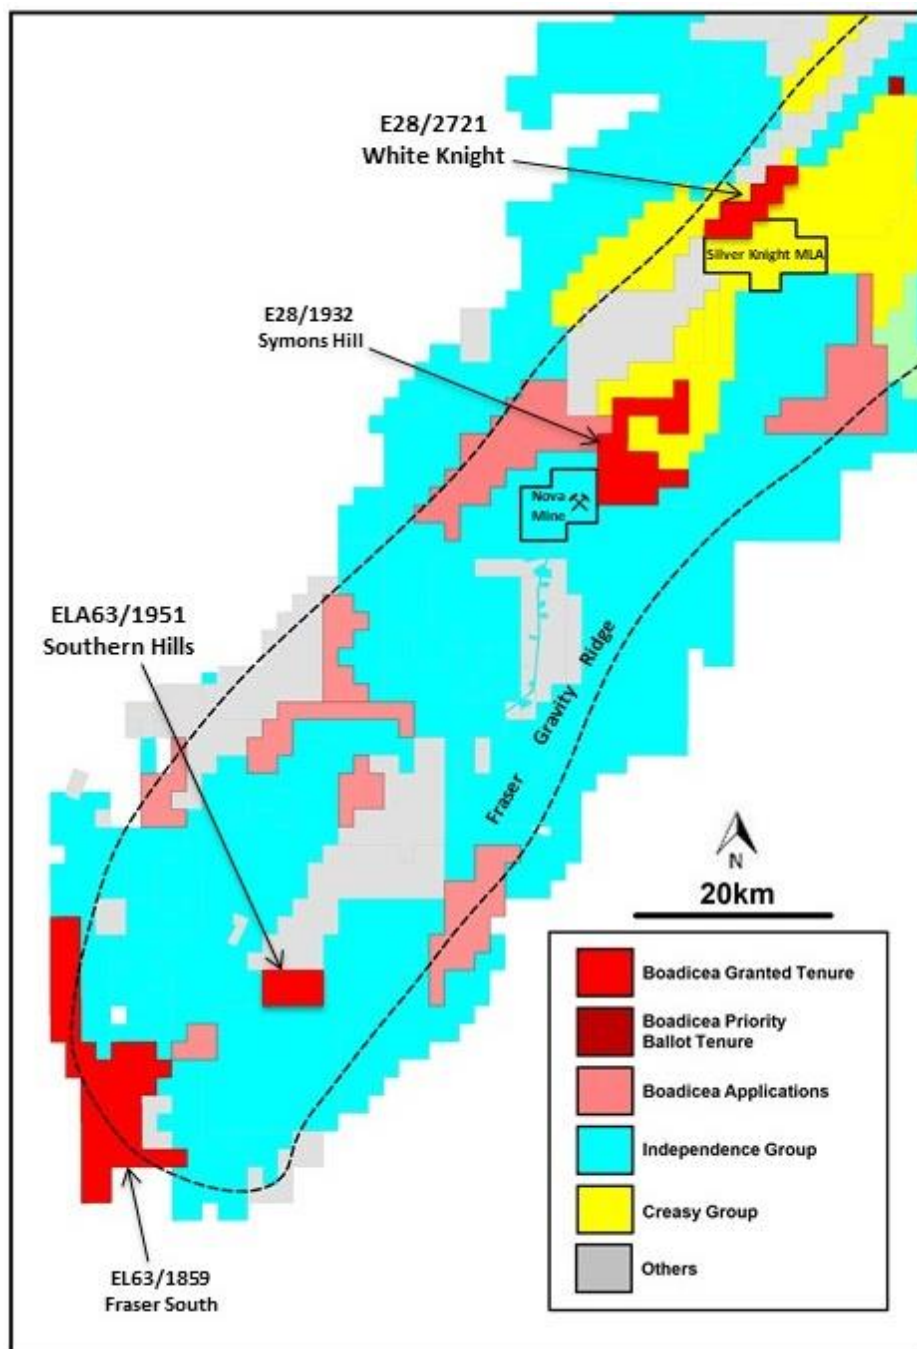 E28/2721
White Knight
Silver Knight MLA
E28/1932
Symons Hill
Nova
Mine
ELA63/1951
Southern Hills
Fraser Gravity Ridge
N
20km
Boadicea Granted Tenure
Boadicea Priority
Ballot Tenure
Boadicea Applications
Independence Group
Creasy Group
Others
EL63/1859
Fraser South